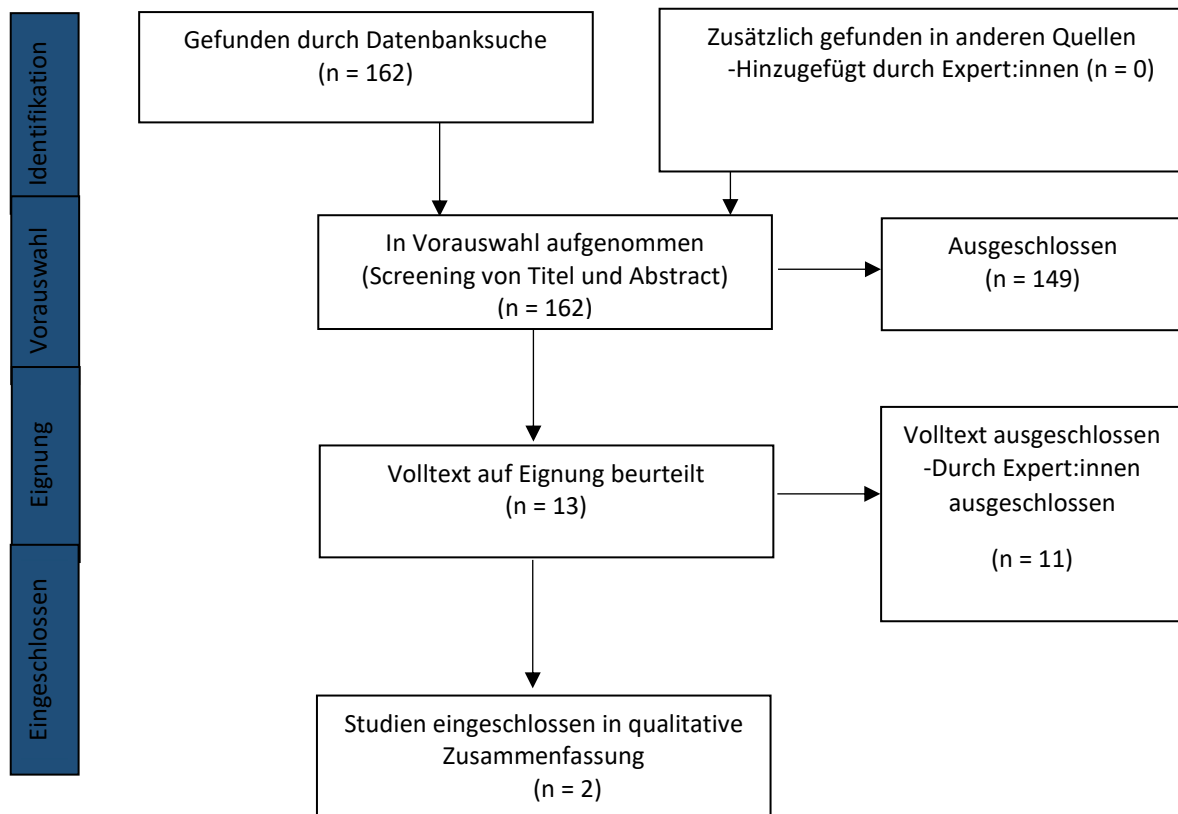 Identifikation
Gefunden durch Datenbanksuche
(n = 162)
Zusätzlich gefunden in anderen Quellen
-Hinzugefügt durch Expert:innen (n = 0)
Vorauswahl
In Vorauswahl aufgenommen
(Screening von Titel und Abstract)
(n = 162)
Ausgeschlossen
(n = 149)
Eignung
Volltext auf Eignung beurteilt
(n = 13)
Volltext ausgeschlossen
-Durch Expert:innen
ausgeschlossen
(n = 11)
Eingeschlossen
Studien eingeschlossen in qualitative
Zusammenfassung
(n = 2)